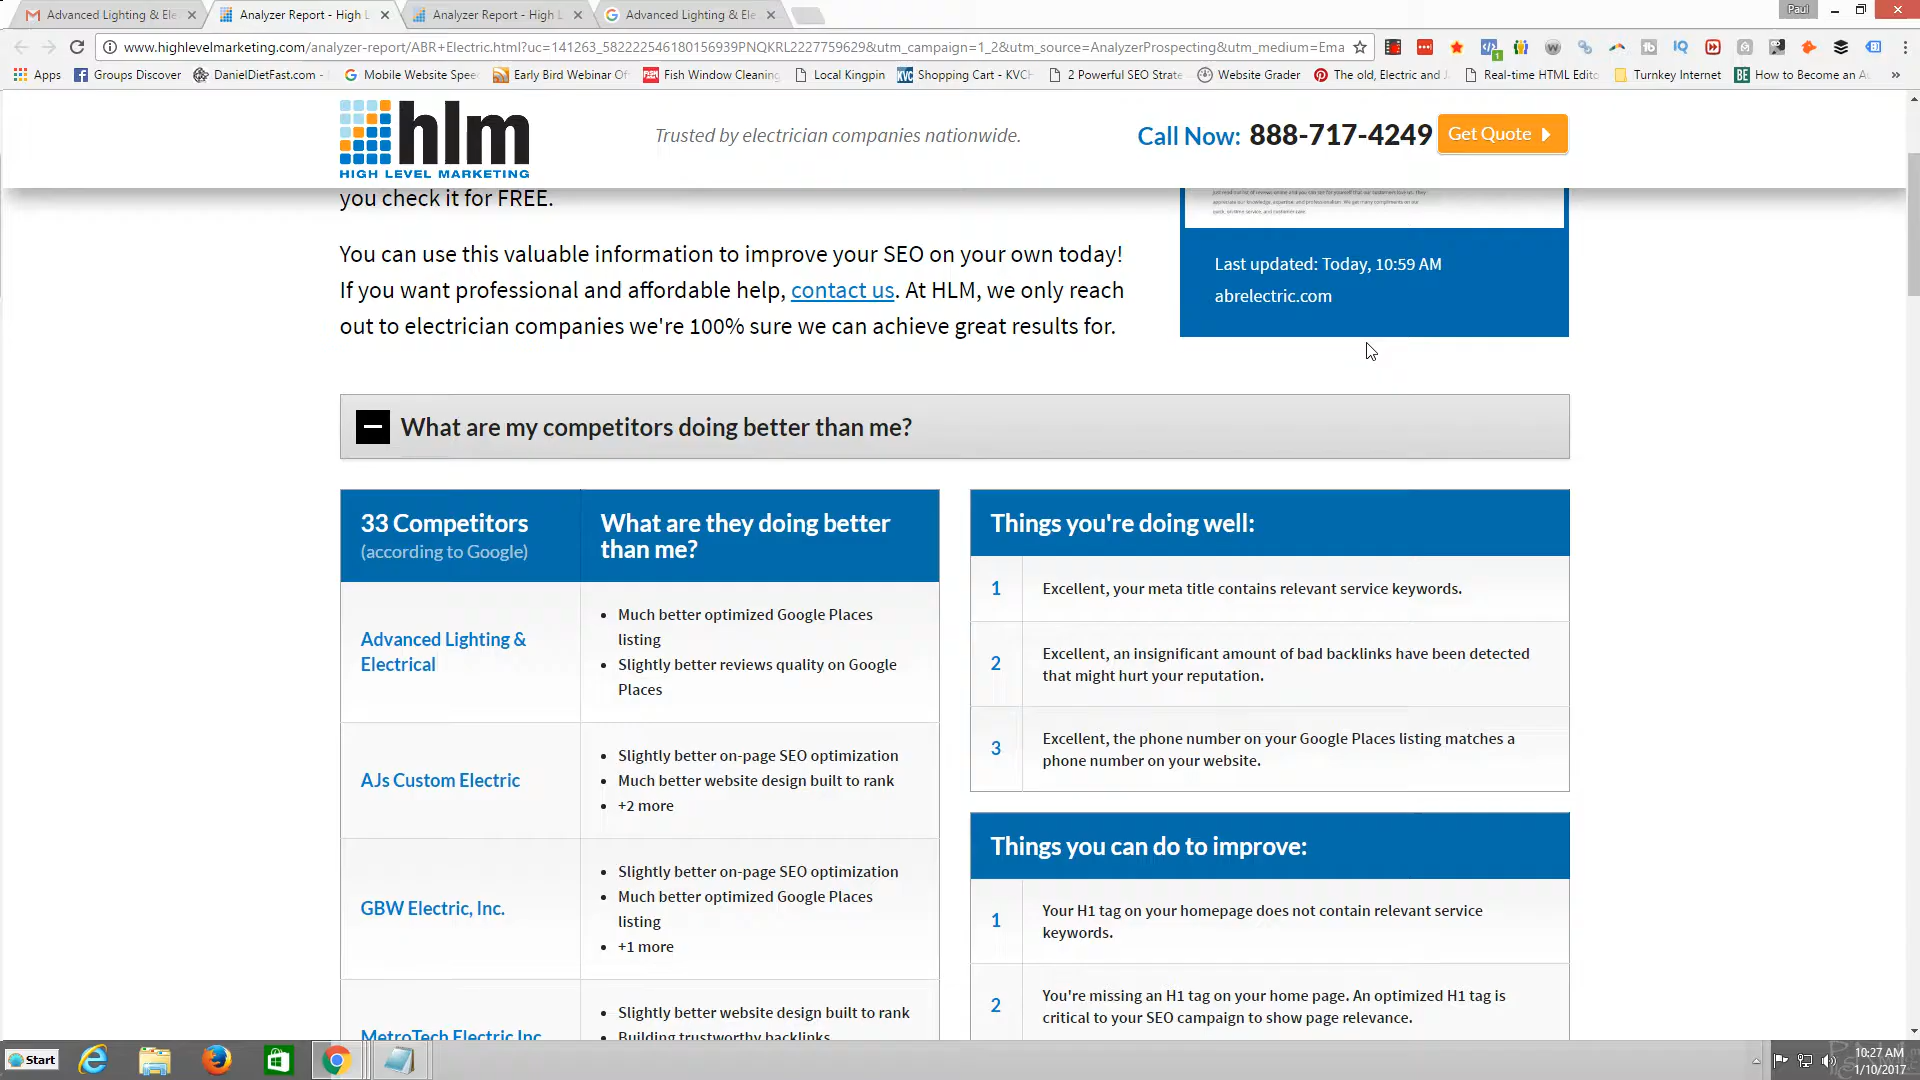 Advanced Lighting & Ele
Analyzer Report - High L
Analyzer Report - High L
Advanced Lighting & Ele
Paul
www.highlevelmarketing.com/analyzer-report/ABR+Electric.html?uc=141263_582222546180156939PNQKRL2227759629&utm_campaign=1_2&utm_source=AnalyzerProspecting&utm_medium=Ema
Apps
Groups Discover
DanielDietFast.com -
Mobile Website Spee
Early Bird Webinar Of
Fish Window Cleaning
Local Kingpin
Shopping Cart - KVCH
2 Powerful SEO Strate
Website Grader
The old, Electric and
Real-time HTML Edito
Turnkey Internet
How to Become an A
hlm
HIGH LEVEL MARKETING
Trusted by electrician companies nationwide.
Call Now: 888-717-4249
Get Quote
you check it for FREE.
You can use this valuable information to improve your SEO on your own today!
If you want professional and affordable help, contact us. At HLM, we only reach
out to electrician companies we're 100% sure we can achieve great results for.
Last updated: Today, 10:59 AM
abrelectric.com
What are my competitors doing better than me?
33 Competitors
(according to Google)
What are they doing better
than me?
Advanced Lighting &
Electrical
Much better optimized Google Places
listing
Slightly better reviews quality on Google
Places
AJs Custom Electric
Slightly better on-page SEO optimization
Much better website design built to rank
+2 more
GBW Electric, Inc.
Slightly better on-page SEO optimization
Much better optimized Google Places
listing
+1 more
MetroTech Electric Inc
Slightly better website design built to rank
Building trustworthy backlinks
Things you're doing well:
1
Excellent, your meta title contains relevant service keywords.
2
Excellent, an insignificant amount of bad backlinks have been detected
that might hurt your reputation.
3
Excellent, the phone number on your Google Places listing matches a
phone number on your website.
Things you can do to improve:
1
Your H1 tag on your homepage does not contain relevant service
keywords.
2
You're missing an H1 tag on your home page. An optimized H1 tag is
critical to your SEO campaign to show page relevance.
Start
10:27 AM
1/10/2017